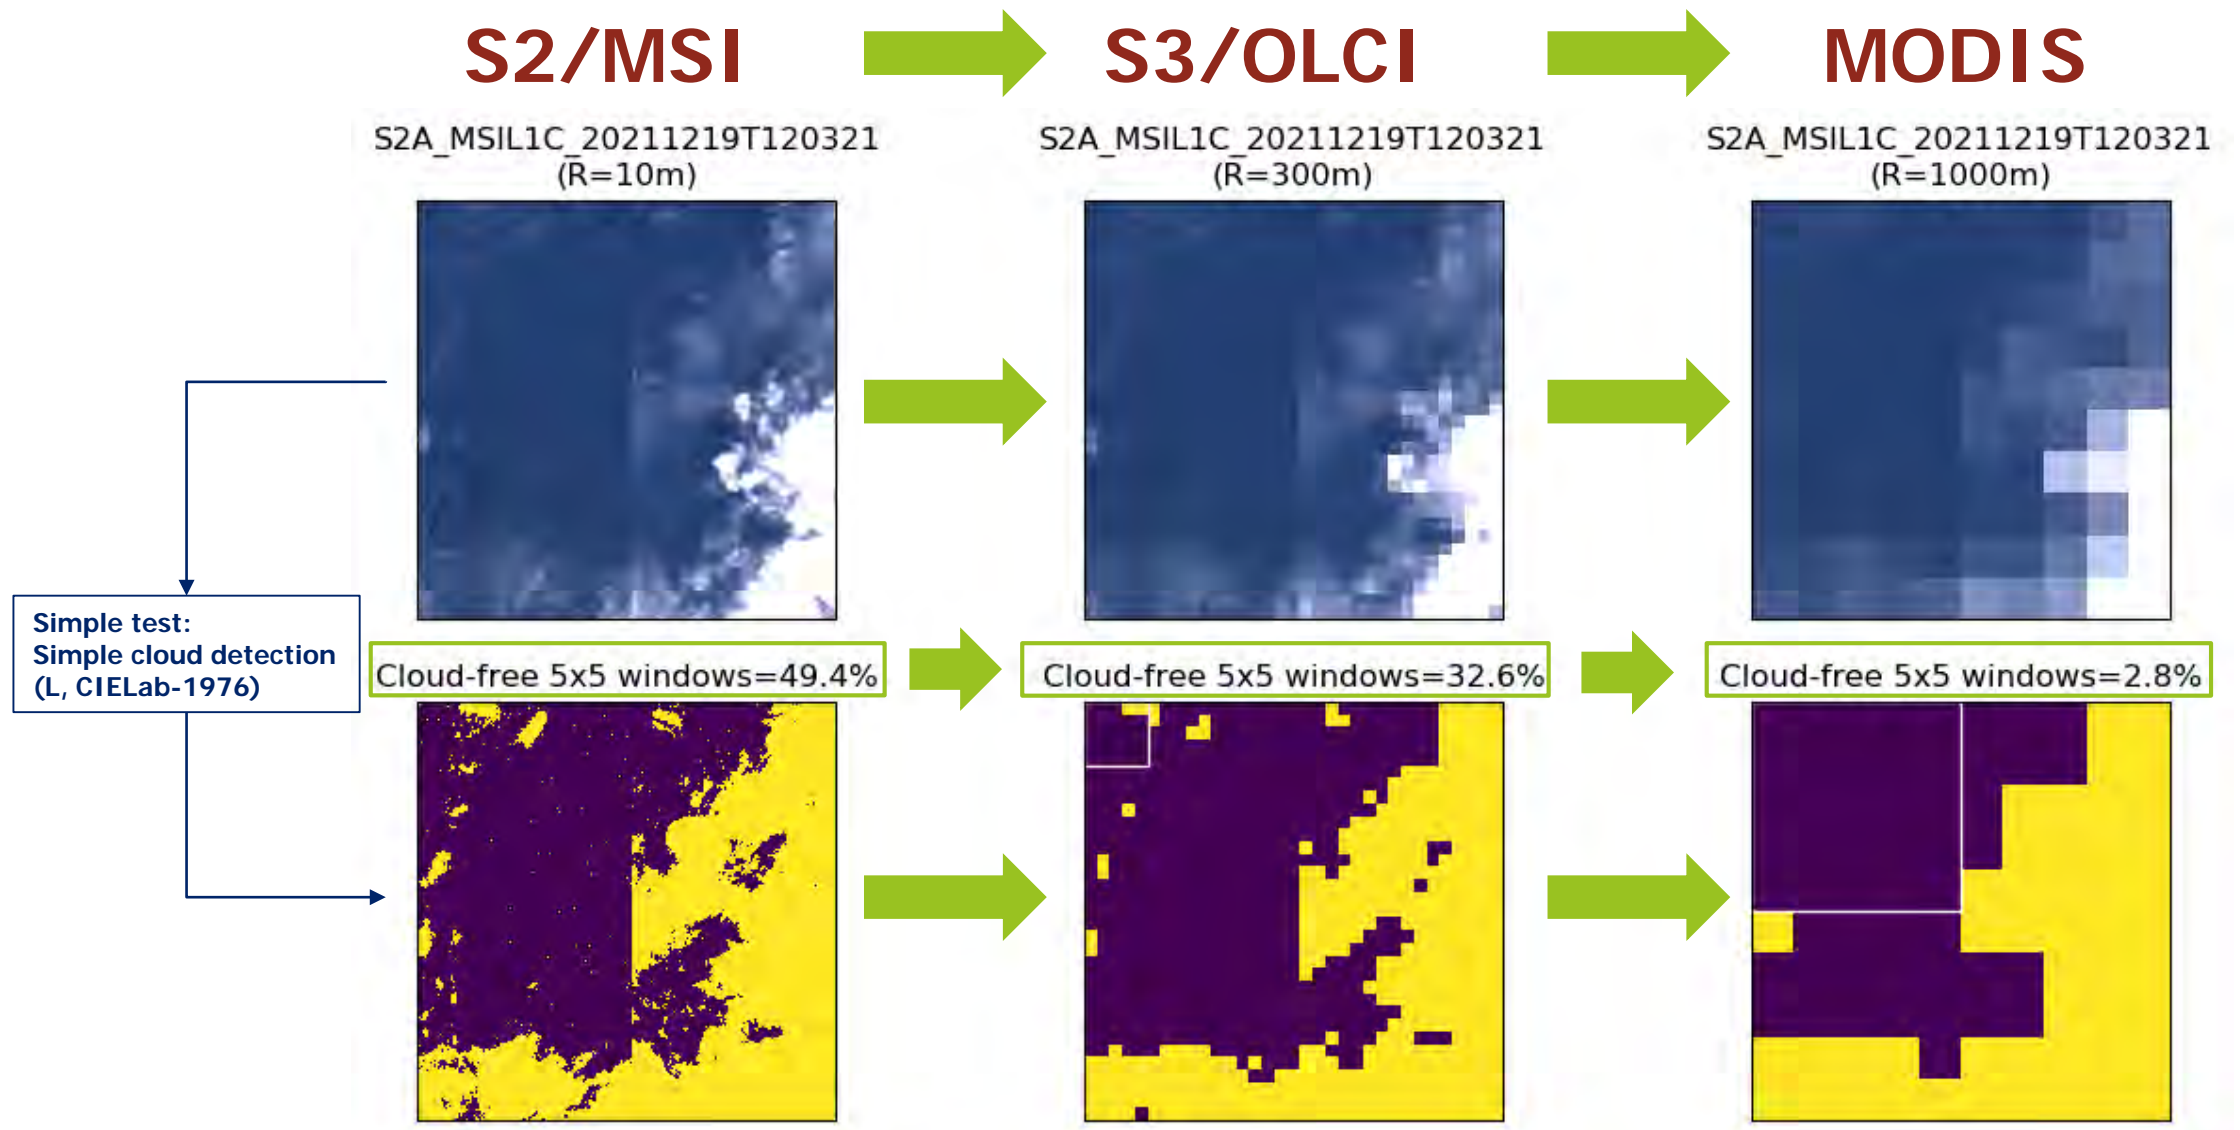 S2/MSI
S3/OLCI
MODIS
S2A_MSIL1C_20211219T120321
(R=10m)
S2A_MSIL1C_20211219T120321
(R=300m)
S2A_MSIL1C_20211219T120321
(R=1000m)
Simple test:
Simple cloud detection
(L, CIELab-1976)
Cloud-free 5x5 windows=49.4%
Cloud-free 5x5 windows=32.6%
Cloud-free 5x5 windows=2.8%